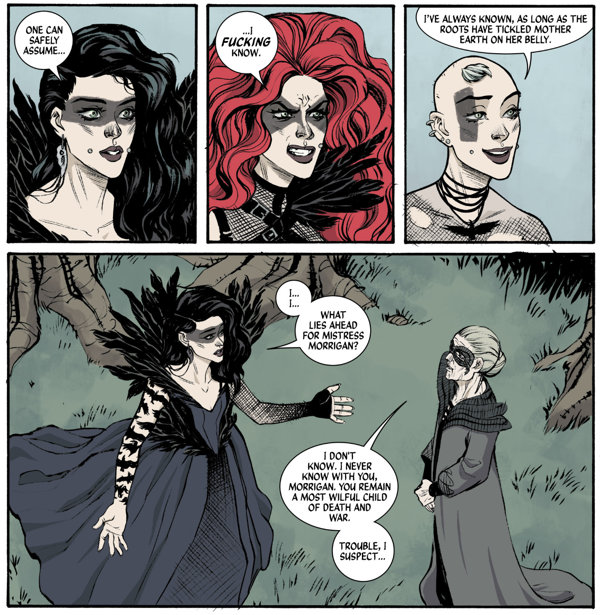 ONE CAN
SAFELY
ASSUME...
...I
FUCKING
KNOW.
I'VE ALWAYS KNOWN, AS LONG AS THE
ROOTS HAVE TICKLED MOTHER
EARTH ON HER BELLY.
I...
I...
WHAT
LIES AHEAD
FOR MISTRESS
MORRIGAN?
I DON'T
KNOW. I NEVER
KNOW WITH YOU,
MORRIGAN. YOU REMAIN
A MOST WILFUL CHILD
OF DEATH AND
WAR.
TROUBLE, I
SUSPECT...